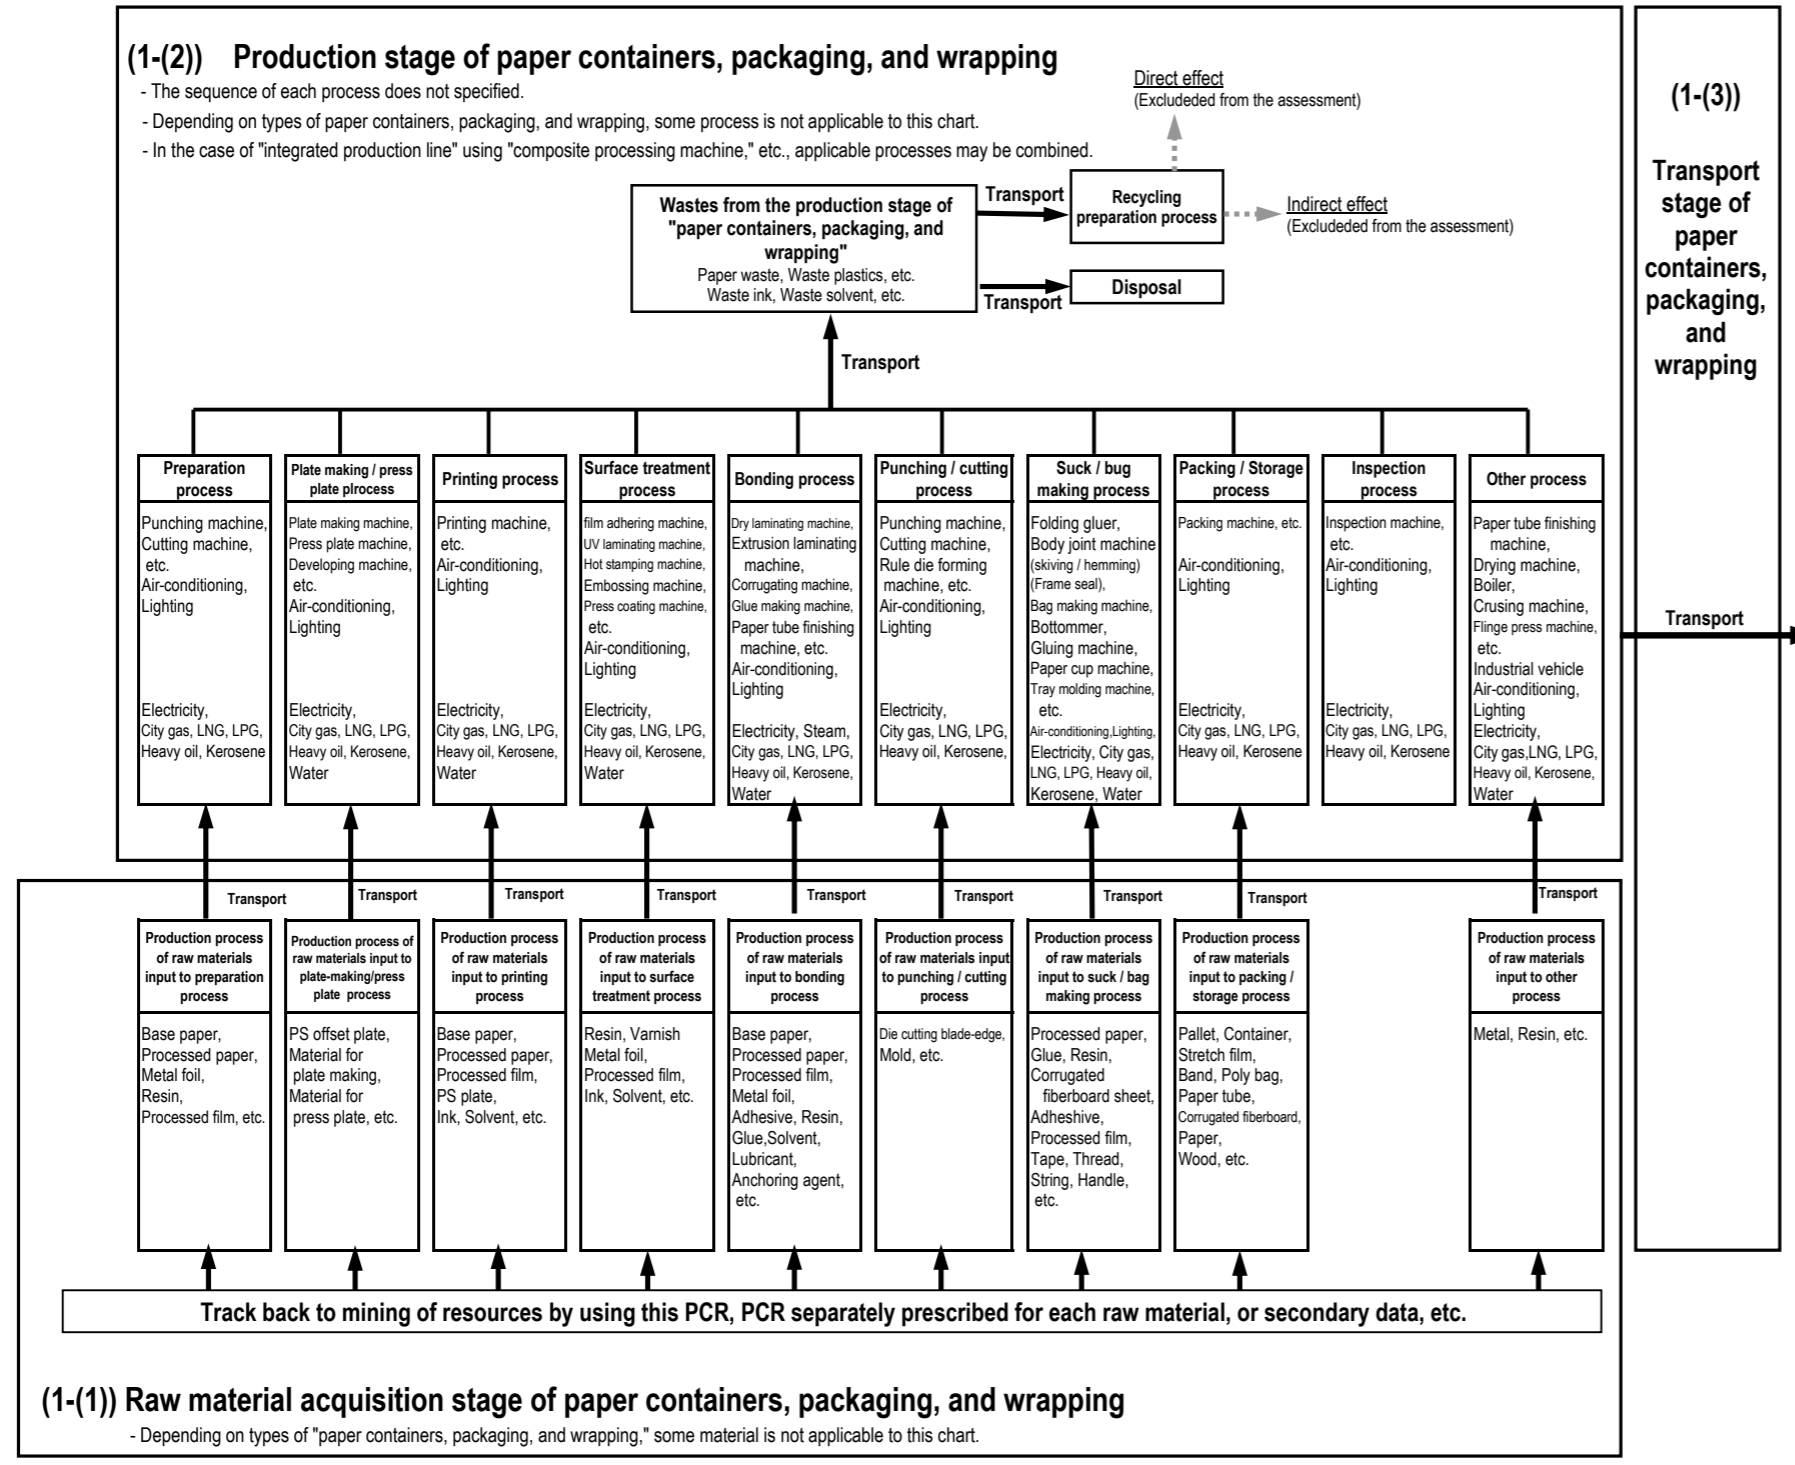 (1-(2)) Production stage of paper containers, packaging, and wrapping
- The sequence of each process does not specified.
- Depending on types of paper containers, packaging, and wrapping, some process is not applicable to this chart.
- In the case of "integrated production line" using "composite processing machine," etc., applicable processes may be combined.
Direct effect
(Excludeded from the assessment)
Wastes from the production stage of
"paper containers, packaging, and
wrapping"
Paper waste, Waste plastics, etc.
Waste ink, Waste solvent, etc.
Transport
Recycling
preparation process
Indirect effect
(Excludeded from the assessment)
Transport
Disposal
Transport
Preparation
process
Punching machine,
Cutting machine,
etc.
Air-conditioning,
Lighting
Electricity,
City gas, LNG, LPG,
Heavy oil, Kerosene
Plate making / press
plate plrocess
Plate making machine,
Press plate machine,
Developing machine,
etc.
Air-conditioning,
Lighting
Electricity,
City gas, LNG, LPG,
Heavy oil, Kerosene,
Water
Printing process
Printing machine,
etc.
Air-conditioning,
Lighting
Electricity,
City gas, LNG, LPG,
Heavy oil, Kerosene,
Water
Surface treatment
process
film adhering machine,
UV laminating machine,
Hot stamping machine,
Embossing machine,
Press coating machine,
etc.
Air-conditioning,
Lighting
Electricity,
City gas, LNG, LPG,
Heavy oil, Kerosene,
Water
Bonding process
Dry laminating machine,
Extrusion laminating
machine,
Corrugating machine,
Glue making machine,
Paper tube finishing
machine, etc.
Air-conditioning,
Lighting
Electricity, Steam,
City gas, LNG, LPG,
Heavy oil, Kerosene,
Water
Punching / cutting
process
Punching machine,
Cutting machine,
Rule die forming
machine, etc.
Air-conditioning,
Lighting
Electricity,
City gas, LNG, LPG,
Heavy oil, Kerosene,
Suck / bug
making process
Folding gluer,
Body joint machine
(skiving / hemming)
(Frame seal),
Bag making machine,
Bottommer,
Gluing machine,
Paper cup machine,
Tray molding machine,
etc.
Air-conditioning,Lighting,
Electricity, City gas,
LNG, LPG, Heavy oil,
Kerosene, Water
Packing / Storage
process
Packing machine, etc.
Air-conditioning,
Lighting
Electricity,
City gas, LNG, LPG,
Heavy oil, Kerosene
Inspection
process
Inspection machine,
etc.
Air-conditioning,
Lighting
Electricity,
City gas, LNG, LPG,
Heavy oil, Kerosene
Other process
Paper tube finishing
machine,
Drying machine,
Boiler,
Crusing machine,
Flinge press machine,
etc.
Industrial vehicle
Air-conditioning,
Lighting
Electricity,
City gas,LNG, LPG,
Heavy oil, Kerosene,
Water
(1-(3))
Transport
stage of
paper
containers,
packaging,
and
wrapping
Transport
Transport
Transport
Transport
Transport
Transport
Transport
Transport
Transport
Transport
Production process
of raw materials
input to preparation
process
Base paper,
Processed paper,
Metal foil,
Resin,
Processed film, etc.
Production process of
raw materials input to
plate-making/press
plate process
PS offset plate,
Material for
plate making,
Material for
press plate, etc.
Production process
of raw materials
input to printing
process
Base paper,
Processed paper,
Processed film,
PS plate,
Ink, Solvent, etc.
Production process
of raw materials
input to surface
treatment process
Resin, Varnish
Metal foil,
Processed film,
Ink, Solvent, etc.
Production process
of raw materials
input to bonding
process
Base paper,
Processed paper,
Processed film,
Metal foil,
Adhesive, Resin,
Glue,Solvent,
Lubricant,
Anchoring agent,
etc.
Production process
of raw materials input
to punching / cutting
process
Die cutting blade-edge,
Mold, etc.
Production process
of raw materials
input to suck / bag
making process
Processed paper,
Glue, Resin,
Corrugated
fiberboard sheet,
Adheshive,
Processed film,
Tape, Thread,
String, Handle,
etc.
Production process
of raw materials
input to packing /
storage process
Pallet, Container,
Stretch film,
Band, Poly bag,
Paper tube,
Corrugated fiberboard,
Paper,
Wood, etc.
Production process
of raw materials
input to other
process
Metal, Resin, etc.
Track back to mining of resources by using this PCR, PCR separately prescribed for each raw material, or secondary data, etc.
(1-(1)) Raw material acquisition stage of paper containers, packaging, and wrapping
- Depending on types of "paper containers, packaging, and wrapping," some material is not applicable to this chart.